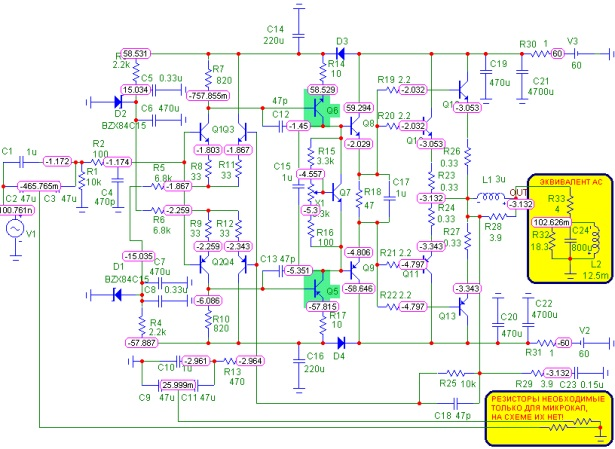 C14
220u
D3
R30 1
60
V3
60
58.531
2.2k
15.034
C5 0.33u
D2
BZX84C15
C6 470u
R7
820
-757.855m
R14
10
58.529
Q6
47p
C12
-1.45
59.294
Q8
-2.029
R19 2.2
-2.032
R20 2.2
-2.032
-3.053
-3.053
C19
470u
C21
4700u
C1
1u
-1.172
R2
100
-1.174
-465.765m
C2 47u
C3 47u
R1
10k
C4
470p
100.761m
V1
Q1Q3
-1.803
-1.867
R8
33
R11
33
R5
6.8k
-1.867
-2.259
R6
6.8k
R9
33
R12
33
-2.259
-2.343
Q2Q4
R15
3.3k
-4.557
C15
1u
X1
-5.3
Q7
R16
100
R18
47
C17
1u
R26
0.33
R23
0.33
-3.132
R24
0.33
R27
0.33
L1 3u
OUT
-3.132
R28
3.9
ЭКВИВАЛЕНТ АС
R33
4
102.626m
R32
18.3
C24
800u
L2
12.5m
-15.035
C7
470u
C8 0.33u
D1
BZX84C15
R4
2.2k
-57.887
-6.086
R10
820
C13 47p
-5.351
Q5
-57.815
R17
10
-4.806
Q9
-58.646
R21 2.2
-4.797
Q11
R22 2.2
-4.797
-3.343
-3.343
Q13
C20
470u
C22
4700u
C16
220u
D4
R31 1
-60
V2
60
C10 1u
-2.961
R13
470
-2.964
25.999m
C9 47u
C11 47u
R25 10k
C18 47p
R29
3.9
-3.132
C23 0.15u
РЕЗИСТОРЫ НЕОБХОДИМЫЕ
ТОЛЬКО ДЛЯ МИКРОКАП,
НА СХЕМЕ ИХ НЕТ!